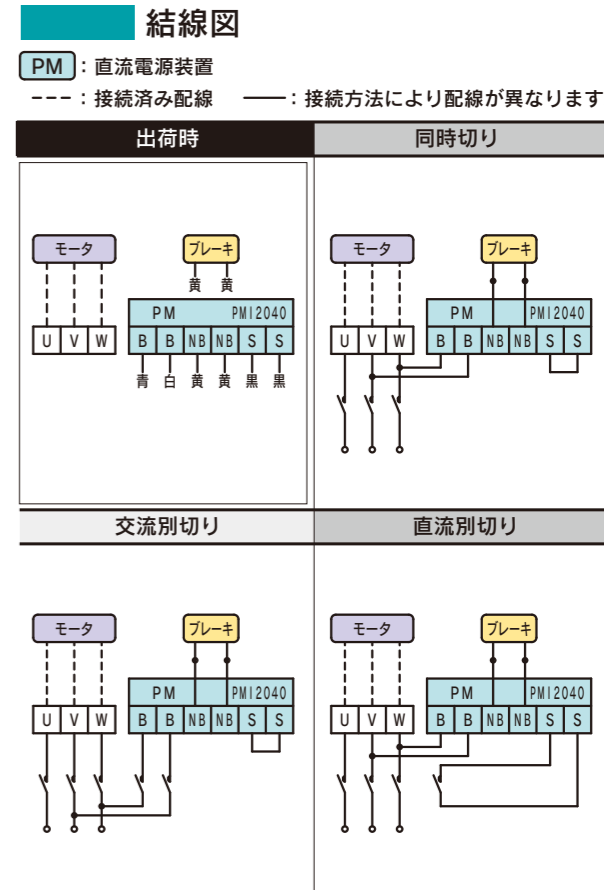 結線図
PM：直流電源装置
---：接続済み配線　——：接続方法により配線が異なります
出荷時
モータ ブレーキ
黄 黄
PM PMI2040
U V W B B NB NB S S
青 白 黄 黄 黒 黒
同時切り
モータ ブレーキ
PM PMI2040
U V W B B NB NB S S
交流別切り
モータ ブレーキ
PM PMI2040
U V W B B NB NB S S
直流別切り
モータ ブレーキ
PM PMI2040
U V W B B NB NB S S